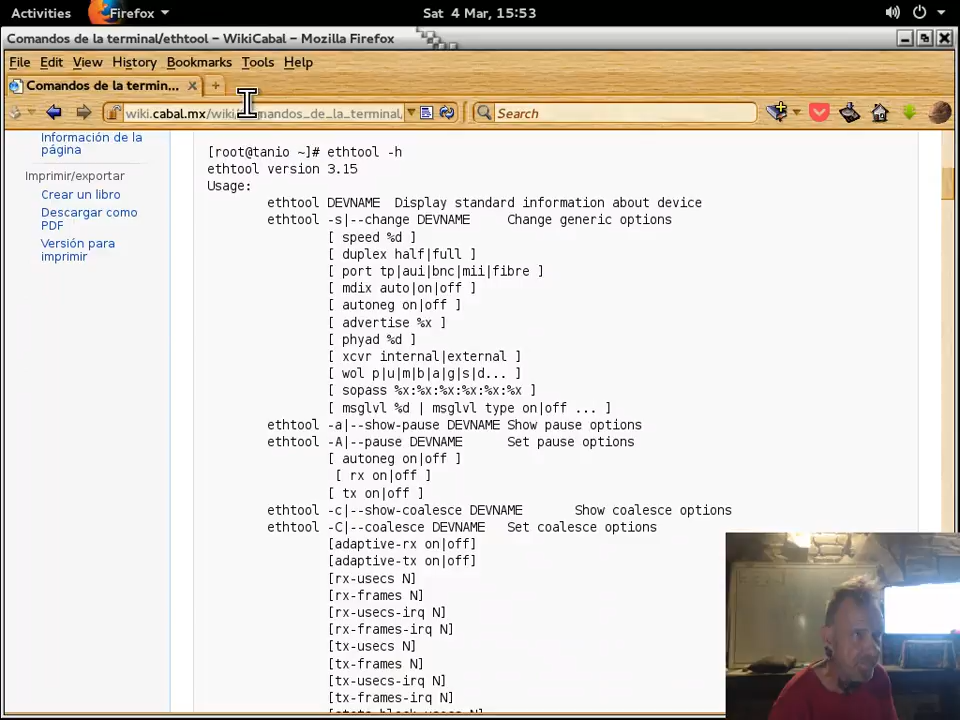 Activities Firefox Sat 4 Mar, 15:53
Comandos de la terminal/ethtool – WikiCabal – Mozilla Firefox
File Edit View History Bookmarks Tools Help
Comandos de la termin... × +
wiki.cabal.mx/wiki/ Search
Información de la
página
Imprimir/exportar
Crear un libro
Descargar como
PDF
Versión para
imprimir
[root@tanio ~]# ethtool -h
ethtool version 3.15
Usage:
ethtool DEVNAME Display standard information about device
ethtool -s|--change DEVNAME Change generic options
[ speed %d ]
[ duplex half|full ]
[ port tp|aui|bnc|mii|fibre ]
[ mdix auto|on|off ]
[ autoneg on|off ]
[ advertise %x ]
[ phyad %d ]
[ xcvr internal|external ]
[ wol p|u|m|b|a|g|s|d... ]
[ sopass %x:%x:%x:%x:%x:%x ]
[ msglvl %d | msglvl type on|off ... ]
ethtool -a|--show-pause DEVNAME Show pause options
ethtool -A|--pause DEVNAME Set pause options
[ autoneg on|off ]
[ rx on|off ]
[ tx on|off ]
ethtool -c|--show-coalesce DEVNAME Show coalesce options
ethtool -C|--coalesce DEVNAME Set coalesce options
[adaptive-rx on|off]
[adaptive-tx on|off]
[rx-usecs N]
[rx-frames N]
[rx-usecs-irq N]
[rx-frames-irq N]
[tx-usecs N]
[tx-frames N]
[tx-usecs-irq N]
[tx-frames-irq N]